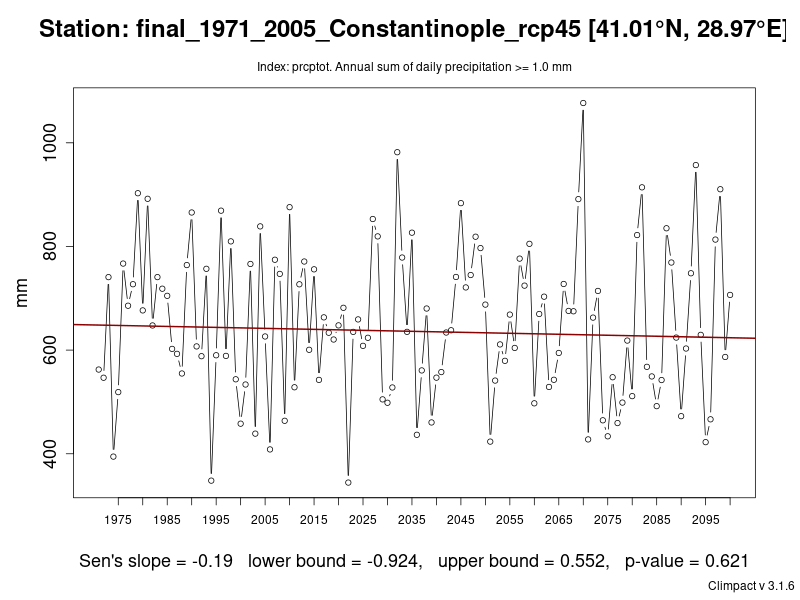 Station: final_1971_2005_Constantinople_rcp45 [41.01°N, 28.97°E]
Index: prcptot. Annual sum of daily precipitation >= 1.0 mm
1000
800
600
400
mm
1975 1985 1995 2005 2015 2025 2035 2045 2055 2065 2075 2085 2095
Sen's slope = -0.19 lower bound = -0.924, upper bound = 0.552, p-value = 0.621
Climpact v 3.1.6